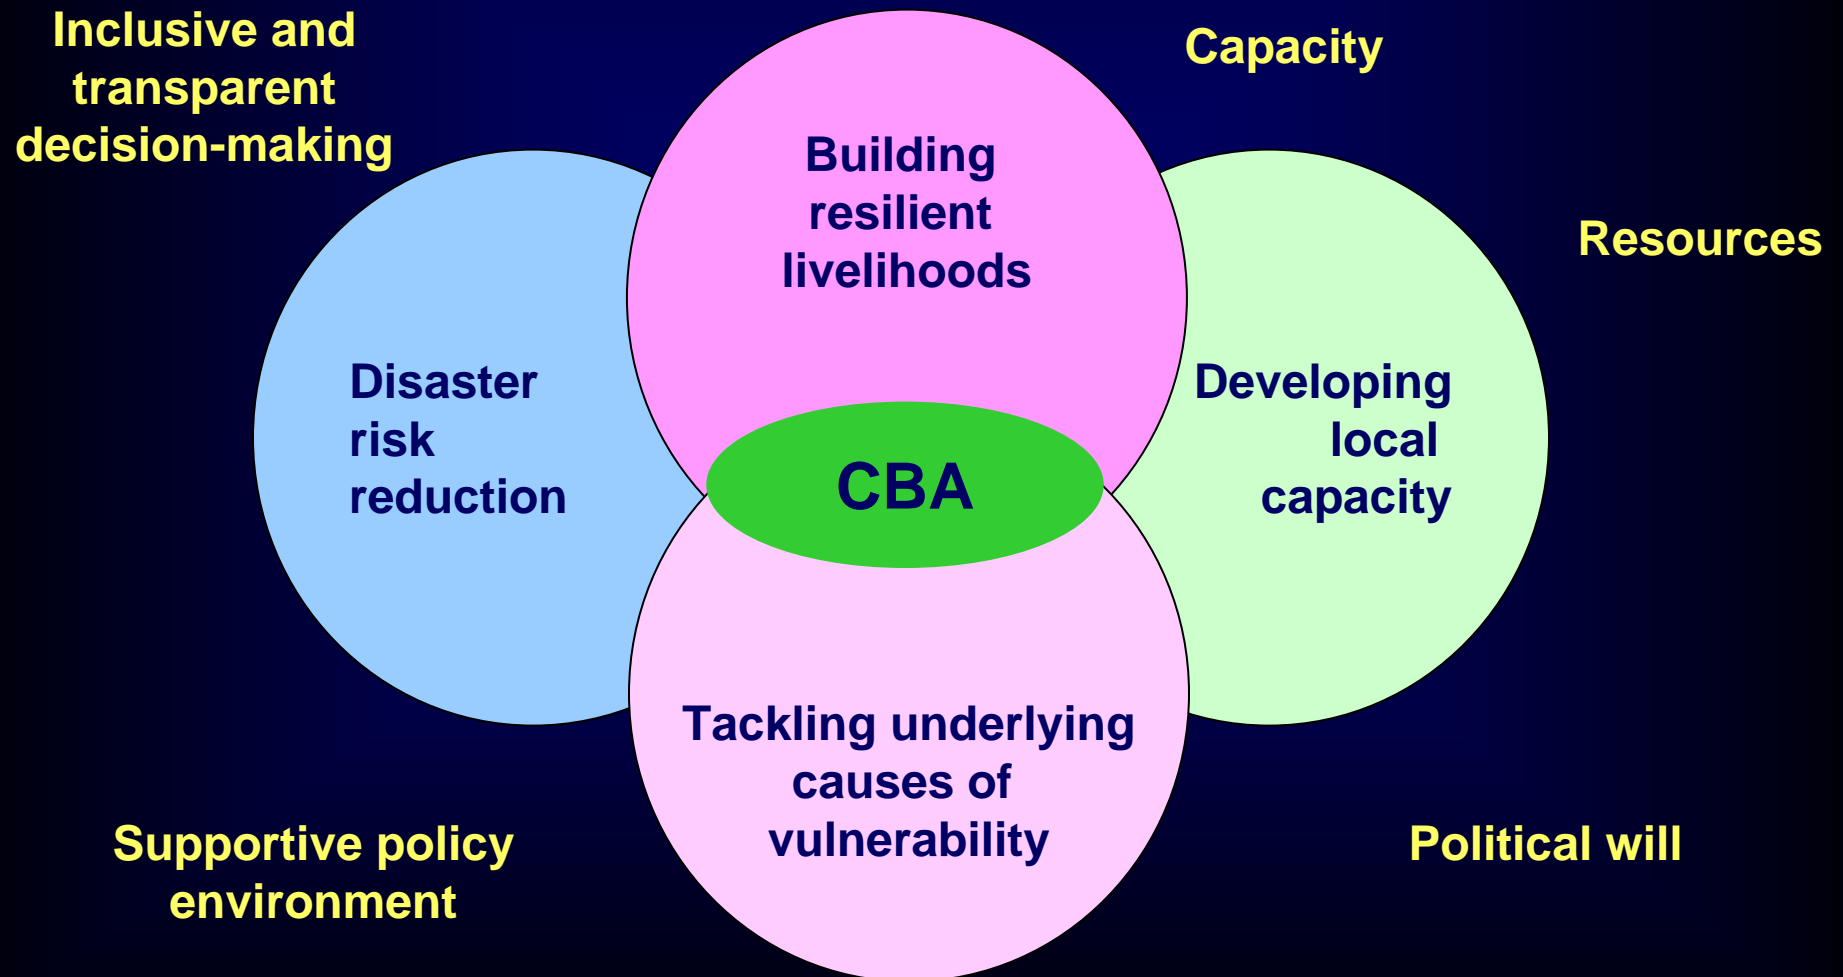 Inclusive and
transparent
decision-making
Capacity
Building
resilient
livelihoods
Resources
Disaster
risk
reduction
Developing
local
capacity
CBA
Tackling underlying
causes of
vulnerability
Supportive policy
environment
Political will